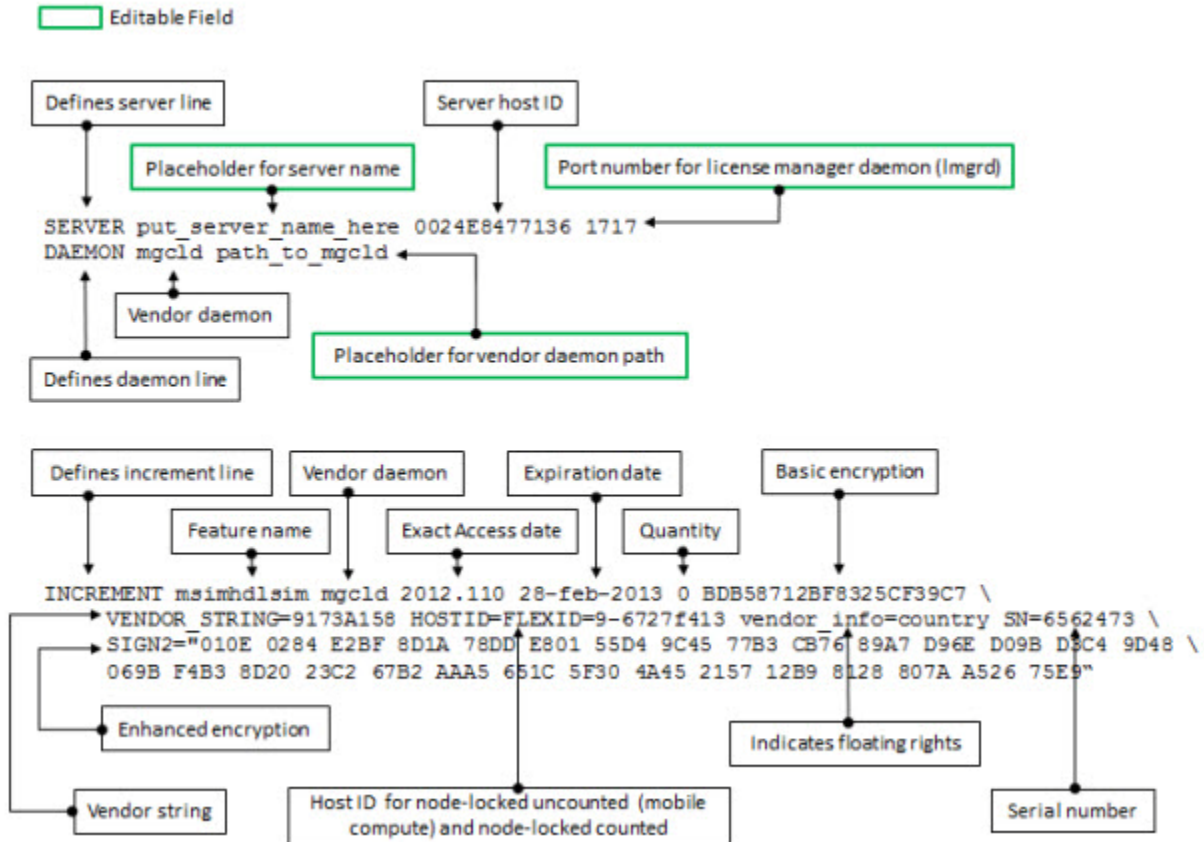 Editable Field
Defines server line
Server host ID
Placeholder for server name
Port number for license manager daemon (lmgrd)
SERVER put_server_name_here 0024E8477136 1717
DAEMON mgcld path_to_mgcld
Vendor daemon
Placeholder for vendor daemon path
Defines daemon line
Defines increment line
Vendor daemon
Expiration date
Basic encryption
Feature name
Exact Access date
Quantity
INCREMENT msimhdlsim mgcld 2012.110 28-feb-2013 0 BDB58712BF8325CF39C7 \
VENDOR_STRING=9173A158 HOSTID=FLEXID=9-6727f413 vendor_info=country SN=6562473 \
SIGN2="010E 0284 E2BF 8D1A 78DD E801 55D4 9C45 77B3 CB76 89A7 D96E D09B D3C4 9D48 \
069B F4B3 8D20 23C2 67B2 AAA5 651C 5F30 4A45 2157 12B9 8128 807A A526 75E9“
Enhanced encryption
Indicates floating rights
Vendor string
Host ID for node-locked uncounted (mobile
compute) and node-locked counted
Serial number